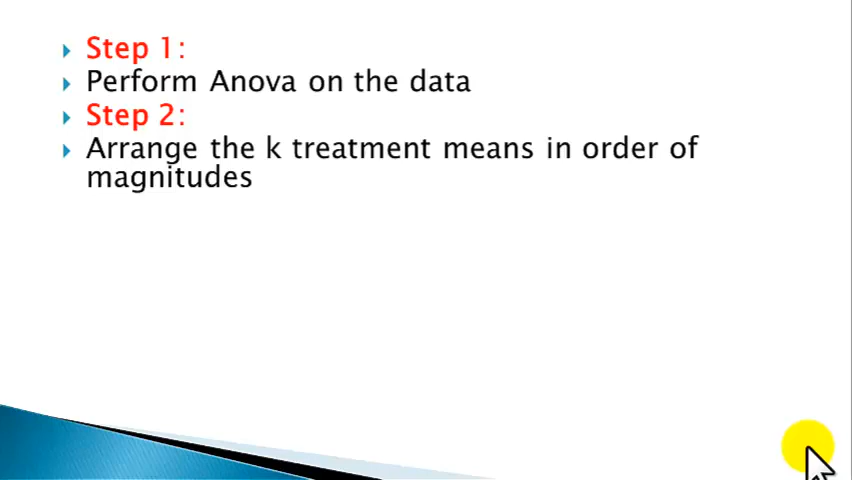 Step 1:
Perform Anova on the data
Step 2:
Arrange the k treatment means in order of
magnitudes